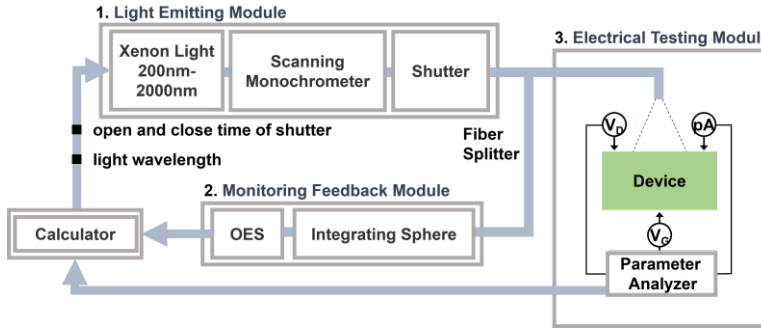 1. Light Emitting Module
Xenon Light
200nm-
2000nm
Scanning
Monochrometer
Shutter
3. Electrical Testing Modul
open and close time of shutter
light wavelength
Fiber
Splitter
V_D
pA
Device
2. Monitoring Feedback Module
Calculator
OES
Integrating Sphere
V_G
Parameter
Analyzer